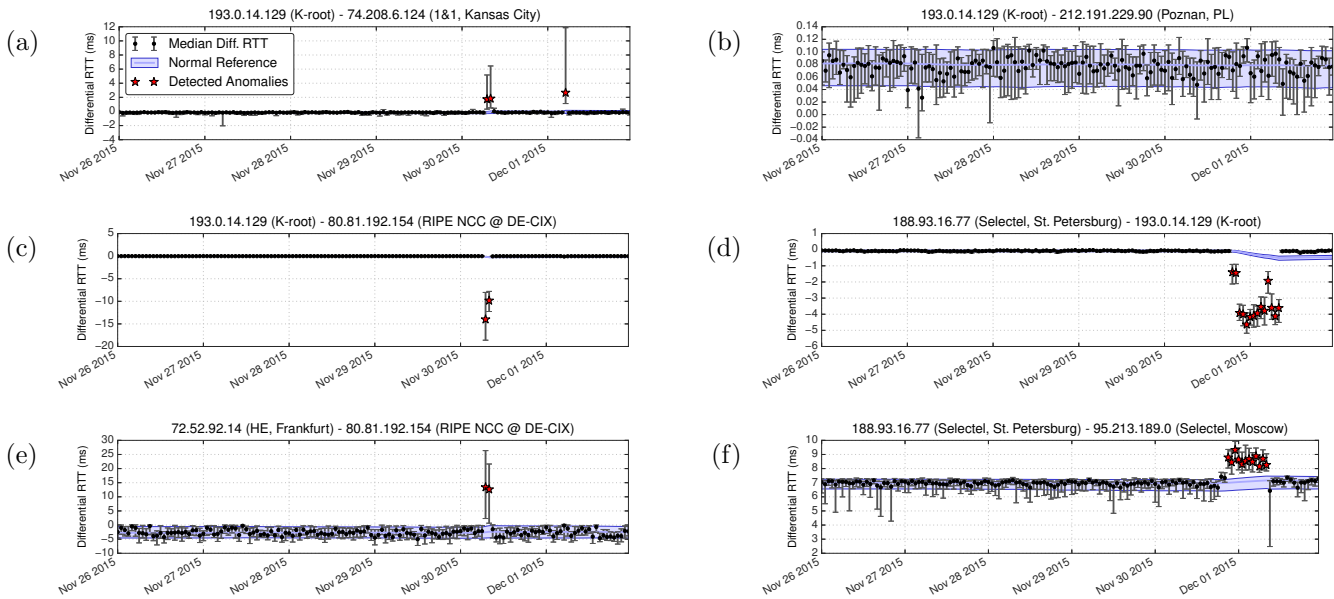 (a)
193.0.14.129 (K-root) - 74.208.6.124 (1&1, Kansas City)
Differential RTT (ms)
12
10
8
6
4
2
0
−2
−4
Median Diff. RTT
Normal Reference
Detected Anomalies
Nov 26 2015
Nov 27 2015
Nov 28 2015
Nov 29 2015
Nov 30 2015
Dec 01 2015
(b)
193.0.14.129 (K-root) - 212.191.229.90 (Poznan, PL)
Differential RTT (ms)
0.14
0.12
0.10
0.08
0.06
0.04
0.02
0.00
−0.02
−0.04
Nov 26 2015
Nov 27 2015
Nov 28 2015
Nov 29 2015
Nov 30 2015
Dec 01 2015
(c)
193.0.14.129 (K-root) - 80.81.192.154 (RIPE NCC @ DE-CIX)
Differential RTT (ms)
5
0
−5
−10
−15
−20
Nov 26 2015
Nov 27 2015
Nov 28 2015
Nov 29 2015
Nov 30 2015
Dec 01 2015
(d)
188.93.16.77 (Selectel, St. Petersburg) - 193.0.14.129 (K-root)
Differential RTT (ms)
1
0
−1
−2
−3
−4
−5
−6
Nov 26 2015
Nov 27 2015
Nov 28 2015
Nov 29 2015
Nov 30 2015
Dec 01 2015
(e)
72.52.92.14 (HE, Frankfurt) - 80.81.192.154 (RIPE NCC @ DE-CIX)
Differential RTT (ms)
30
25
20
15
10
5
0
−5
−10
Nov 26 2015
Nov 27 2015
Nov 28 2015
Nov 29 2015
Nov 30 2015
Dec 01 2015
(f)
188.93.16.77 (Selectel, St. Petersburg) - 95.213.189.0 (Selectel, Moscow)
Differential RTT (ms)
10
9
8
7
6
5
4
3
2
Nov 26 2015
Nov 27 2015
Nov 28 2015
Nov 29 2015
Nov 30 2015
Dec 01 2015